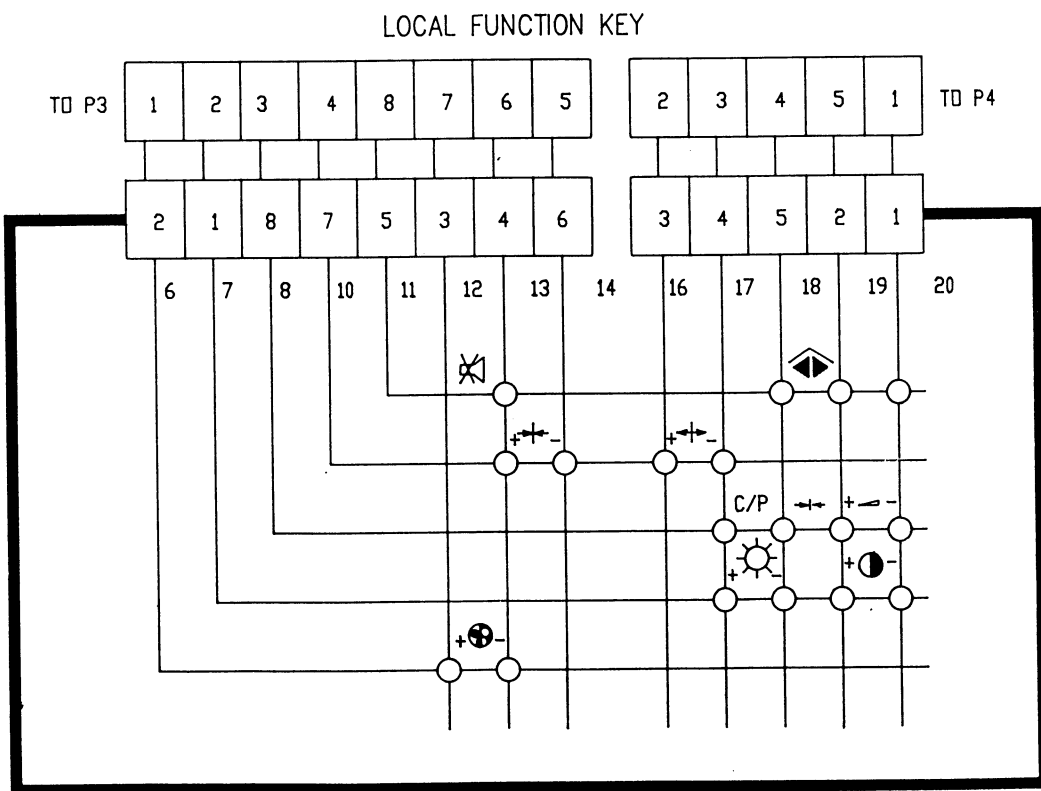 LOCAL FUNCTION KEY
TO P3 1 2 3 4 8 7 6 5 2 3 4 5 1 TO P4
2 1 8 7 5 3 4 6 3 4 5 2 1
6 7 8 10 11 12 13 14 16 17 18 19 20
+ - + -
C/P + -
+ - + -
+ -